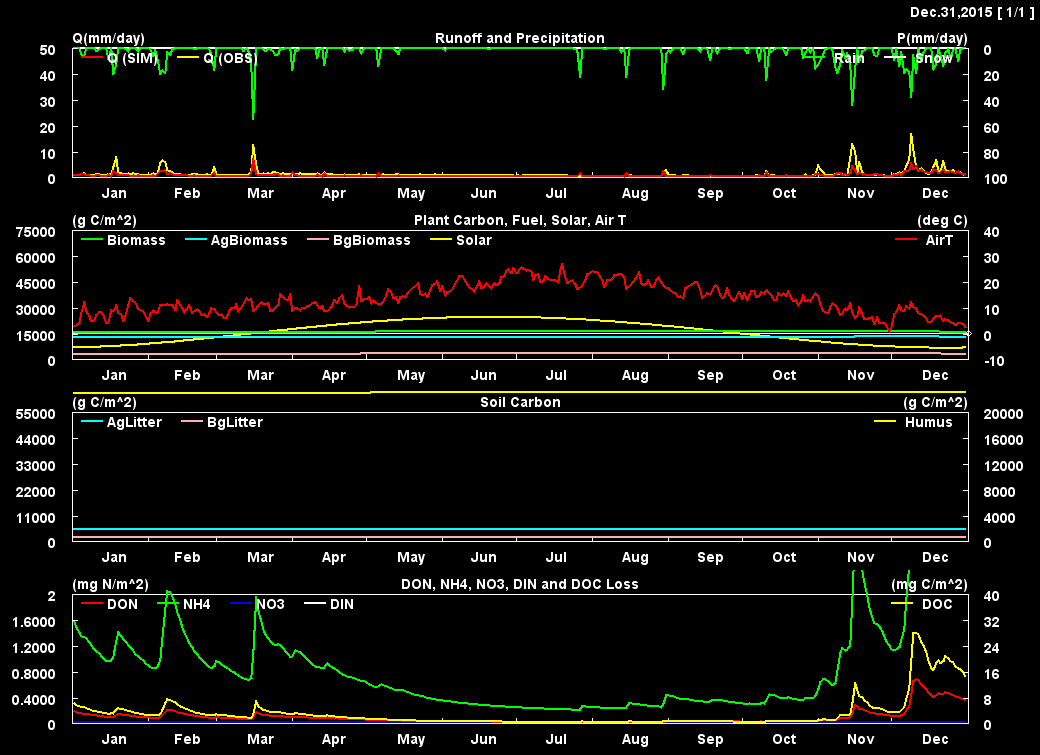 Dec.31,2015 [ 1/1 ]
Q(mm/day) Runoff and Precipitation P(mm/day)
50 Q (SIM) Q (OBS) Rain Snow 0
40 20
30 40
20 60
10 80
0 100
Jan Feb Mar Apr May Jun Jul Aug Sep Oct Nov Dec
(g C/m^2) Plant Carbon, Fuel, Solar, Air T (deg C)
75000 40
Biomass AgBiomass BgBiomass Solar AirT
60000 30
45000 20
30000 10
15000 0
0 -10
Jan Feb Mar Apr May Jun Jul Aug Sep Oct Nov Dec
(g C/m^2) Soil Carbon (g C/m^2)
55000 20000
AgLitter BgLitter Humus
44000 16000
33000 12000
22000 8000
11000 4000
0 0
Jan Feb Mar Apr May Jun Jul Aug Sep Oct Nov Dec
(mg N/m^2) DON, NH4, NO3, DIN and DOC Loss (mg C/m^2)
2 40
DON NH4 NO3 DIN DOC
1.6000 32
1.2000 24
0.8000 16
0.4000 8
0 0
Jan Feb Mar Apr May Jun Jul Aug Sep Oct Nov Dec